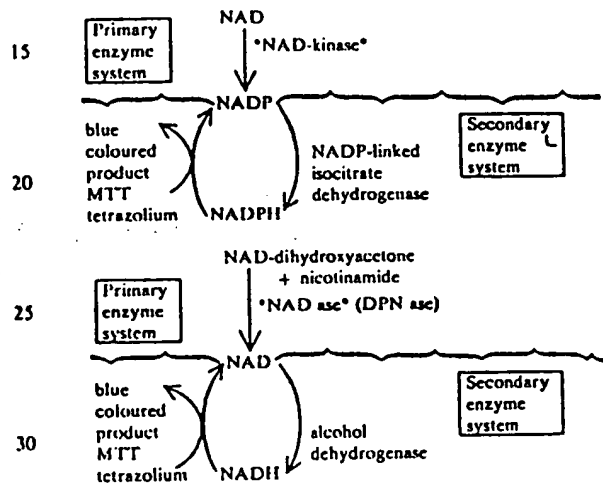 NAD
15
Primary
enzyme
system
*NAD-kinase*
NADP
blue
coloured
product
MTT
tetrazolium
20
NADP-linked
isocitrate
dehydrogenase
Secondary
enzyme
system
NADPH
NAD-dihydroxyacetone
+ nicotinamide
25
Primary
enzyme
system
*NAD ase* (DPN ase)
NAD
blue
coloured
product
MTT
tetrazolium
30
alcohol
dehydrogenase
Secondary
enzyme
system
NADH